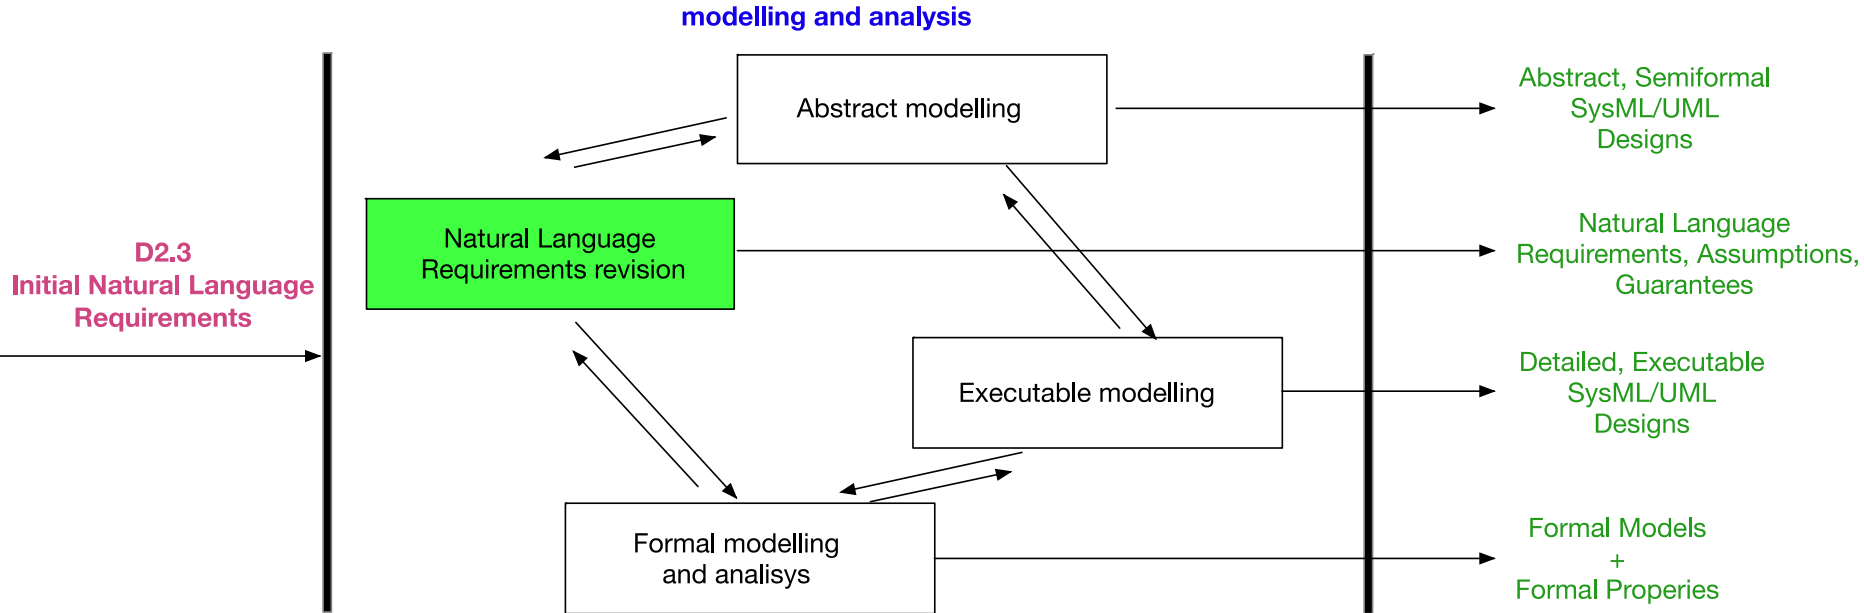 modelling and analysis
Abstract modelling
Abstract, Semiformal
SysML/UML
Designs
D2.3
Initial Natural Language
Requirements
Natural Language
Requirements revision
Natural Language
Requirements, Assumptions,
Guarantees
Executable modelling
Detailed, Executable
SysML/UML
Designs
Formal modelling
and analisys
Formal Models
+
Formal Properies